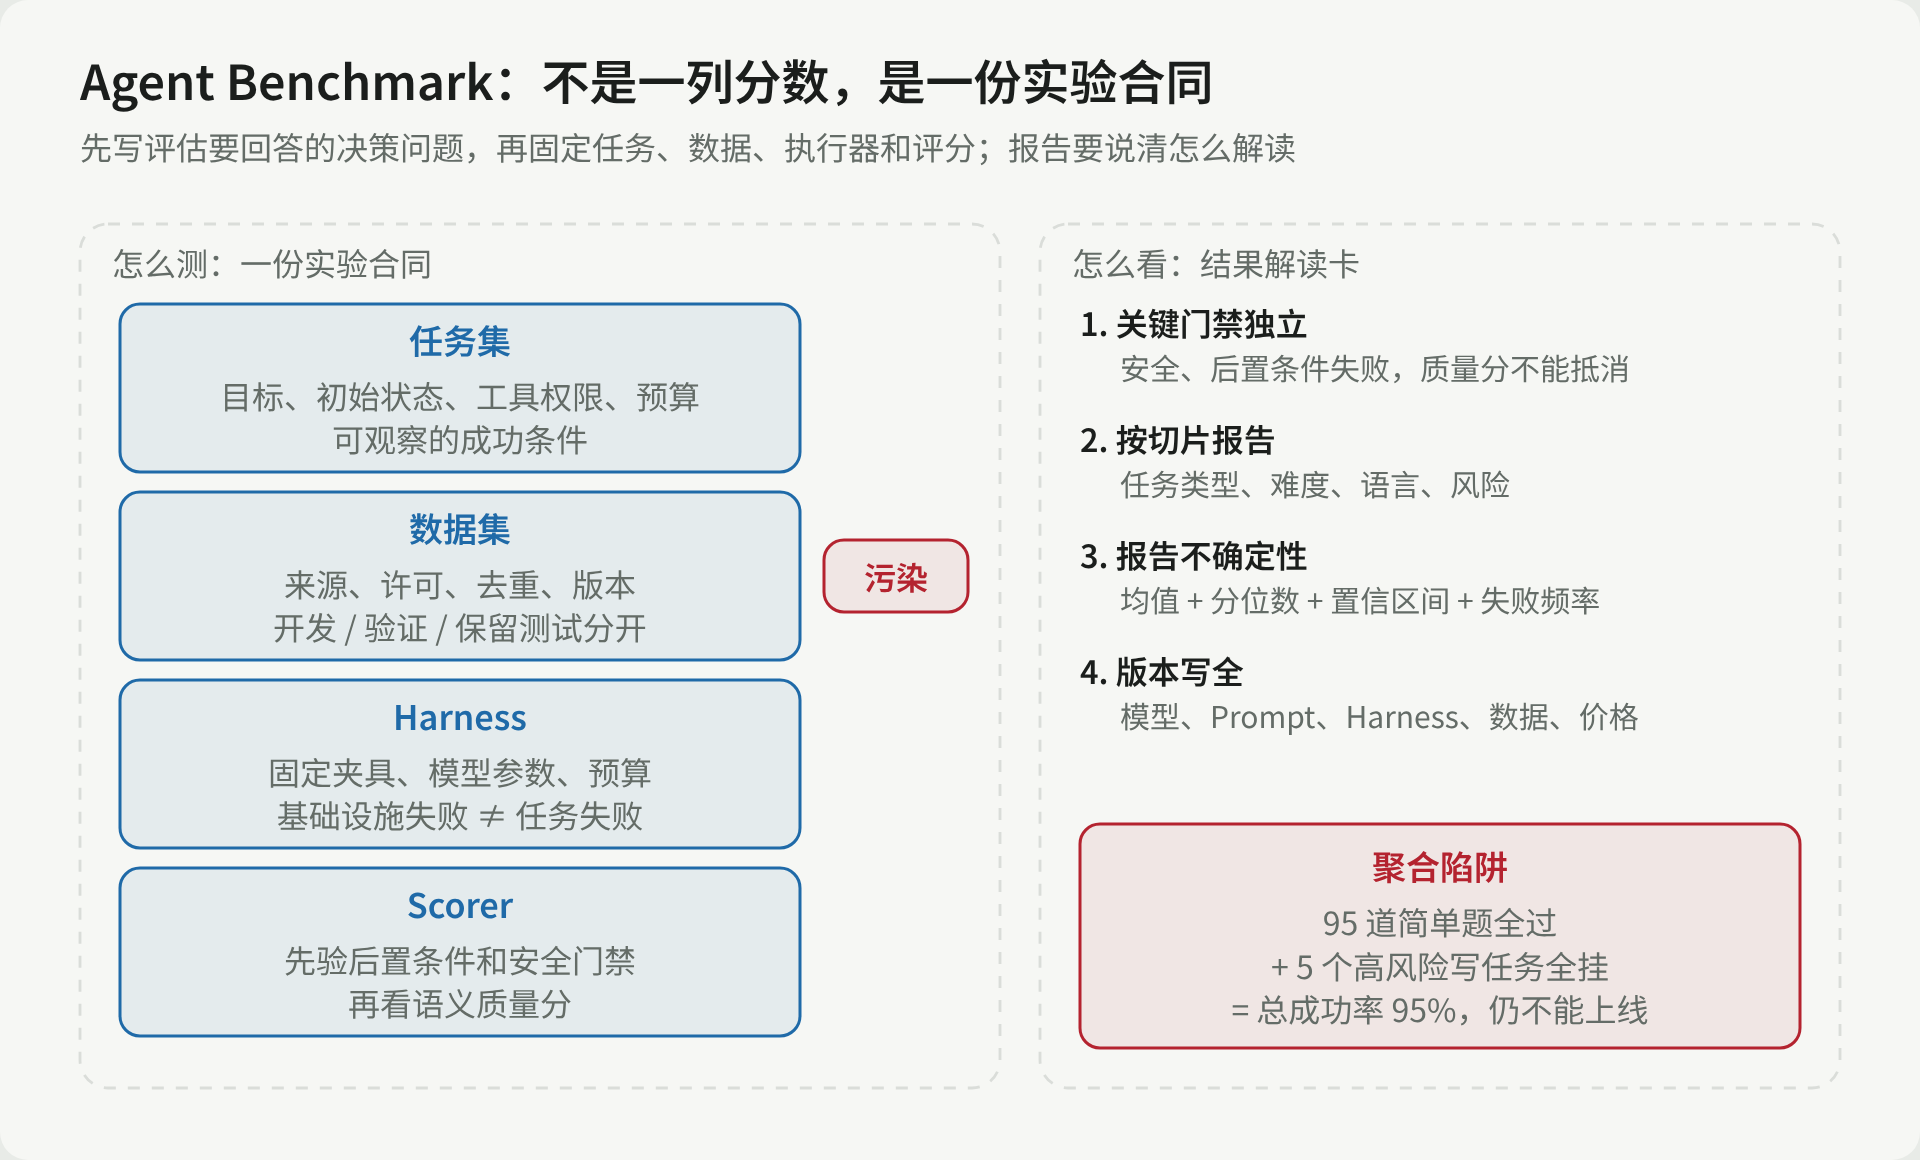 Agent Benchmark：不是一列分数，是一份实验合同
先写评估要回答的决策问题，再固定任务、数据、执行器和评分；报告要说清怎么解读
怎么测：一份实验合同
任务集
目标、初始状态、工具权限、预算
可观察的成功条件
数据集
来源、许可、去重、版本
开发 / 验证 / 保留测试分开
污染
Harness
固定夹具、模型参数、预算
基础设施失败 ≠ 任务失败
Scorer
先验后置条件和安全门禁
再看语义质量分
怎么看：结果解读卡
1. 关键门禁独立
安全、后置条件失败，质量分不能抵消
2. 按切片报告
任务类型、难度、语言、风险
3. 报告不确定性
均值 + 分位数 + 置信区间 + 失败频率
4. 版本写全
模型、Prompt、Harness、数据、价格
聚合陷阱
95 道简单题全过
+ 5 个高风险写任务全挂
= 总成功率 95%，仍不能上线